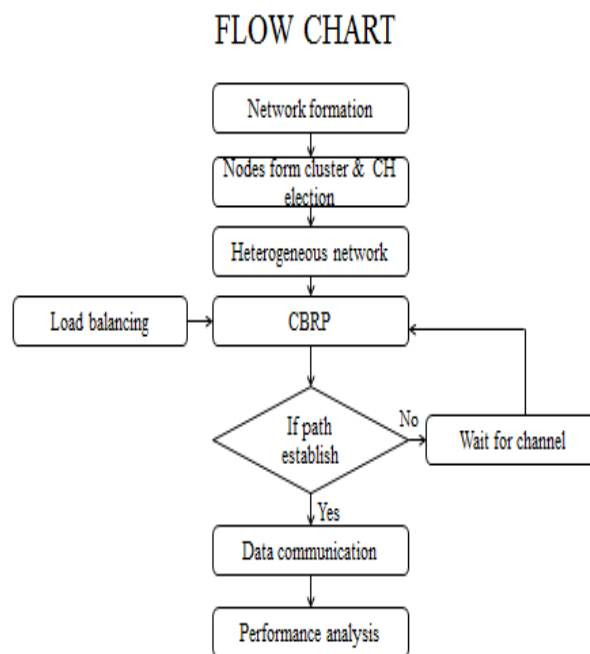 FLOW CHART
Network formation
Nodes form cluster & CH
election
Heterogeneous network
Load balancing
CBRP
If path
establish
No
Wait for channel
Yes
Data communication
Performance analysis